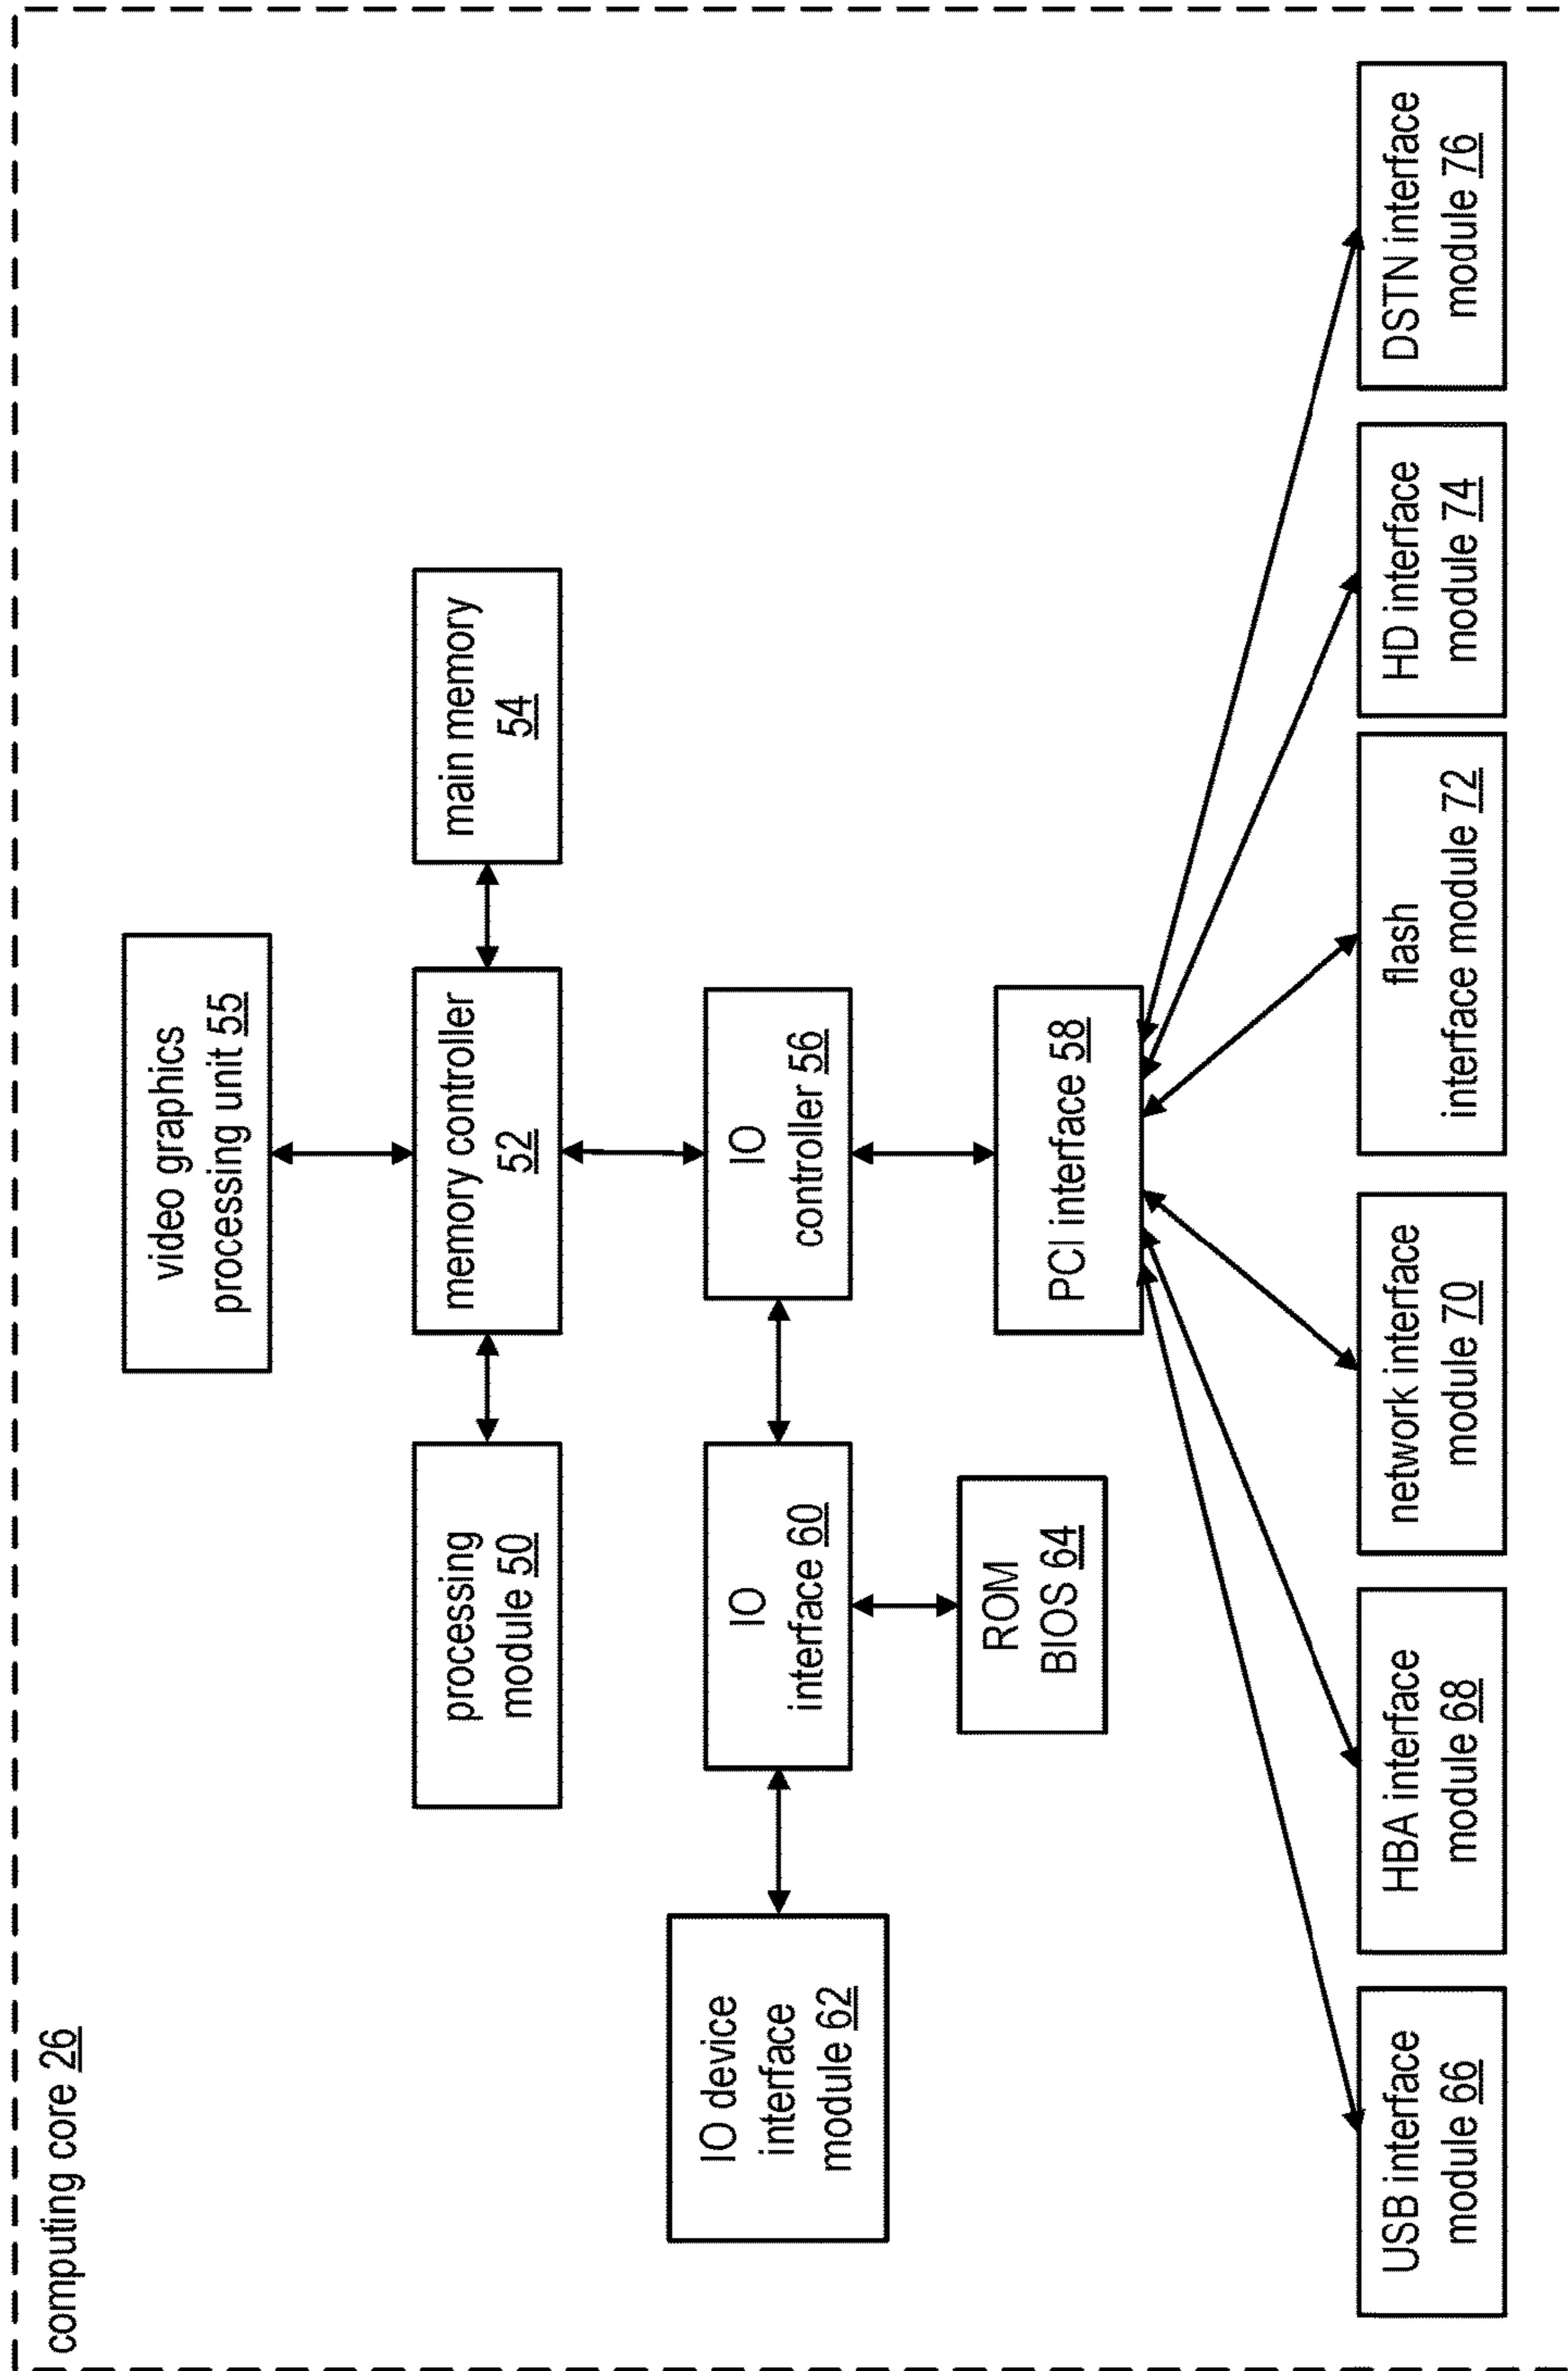 computing core 26
video graphics
processing unit 55
processing
module 50
memory controller
52
main memory
54
IO device
interface
module 62
IO
interface 60
IO
controller 56
ROM
BIOS 64
PCI interface 58
USB interface
module 66
HBA interface
module 68
network interface
module 70
flash
interface module 72
HD interface
module 74
DSTN interface
module 76